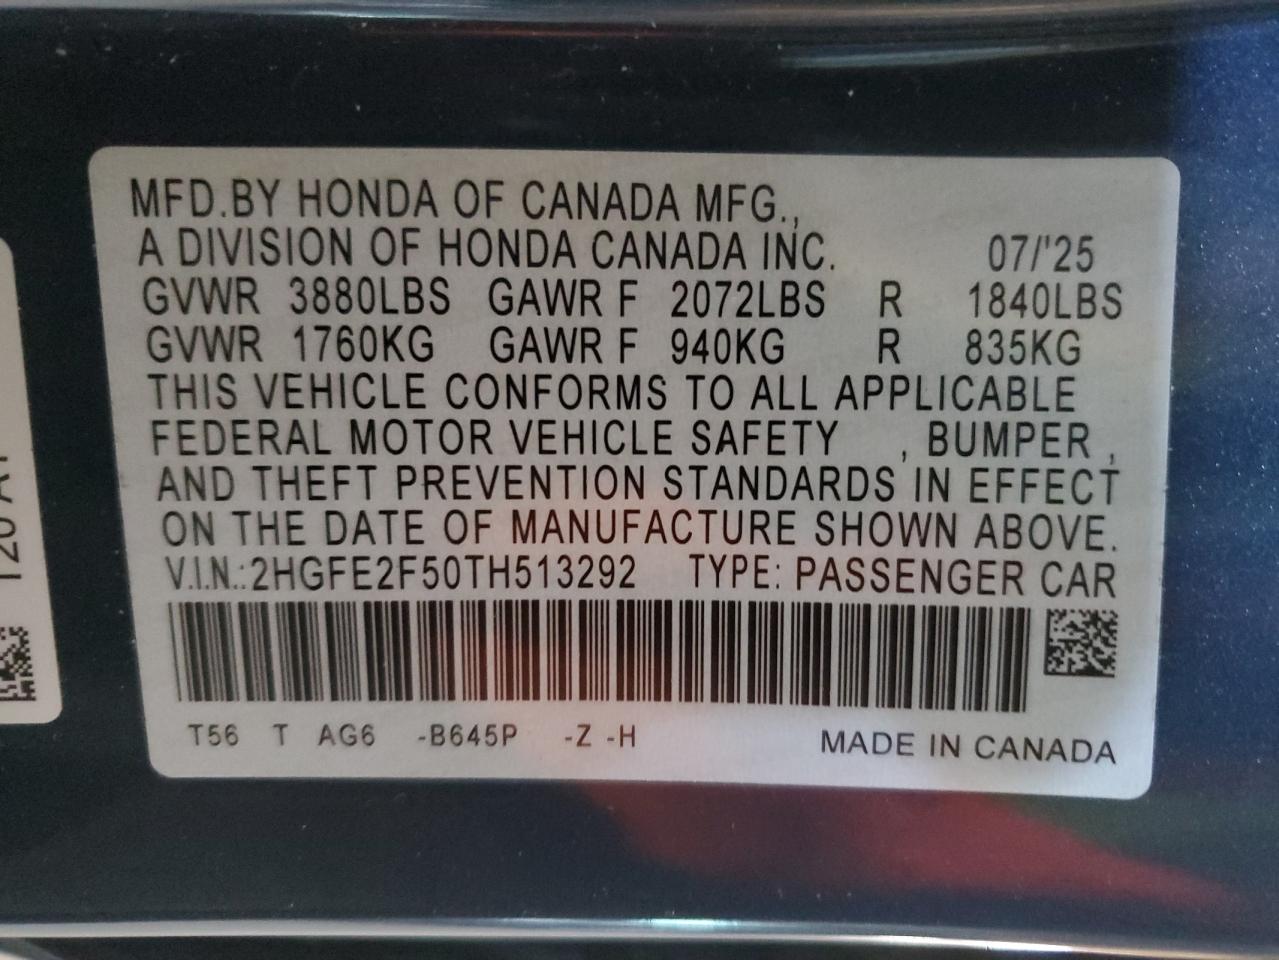 MFD.BY HONDA OF CANADA MFG.,
A DIVISION OF HONDA CANADA INC. 07/'25
GVWR 3880LBS GAWR F 2072LBS R 1840LBS
GVWR 1760KG GAWR F 940KG R 835KG
THIS VEHICLE CONFORMS TO ALL APPLICABLE
FEDERAL MOTOR VEHICLE SAFETY , BUMPER ,
AND THEFT PREVENTION STANDARDS IN EFFECT
ON THE DATE OF MANUFACTURE SHOWN ABOVE.
V.I.N.:2HGFE2F50TH513292 TYPE: PASSENGER CAR
T56 T AG6 -B645P -Z -H MADE IN CANADA